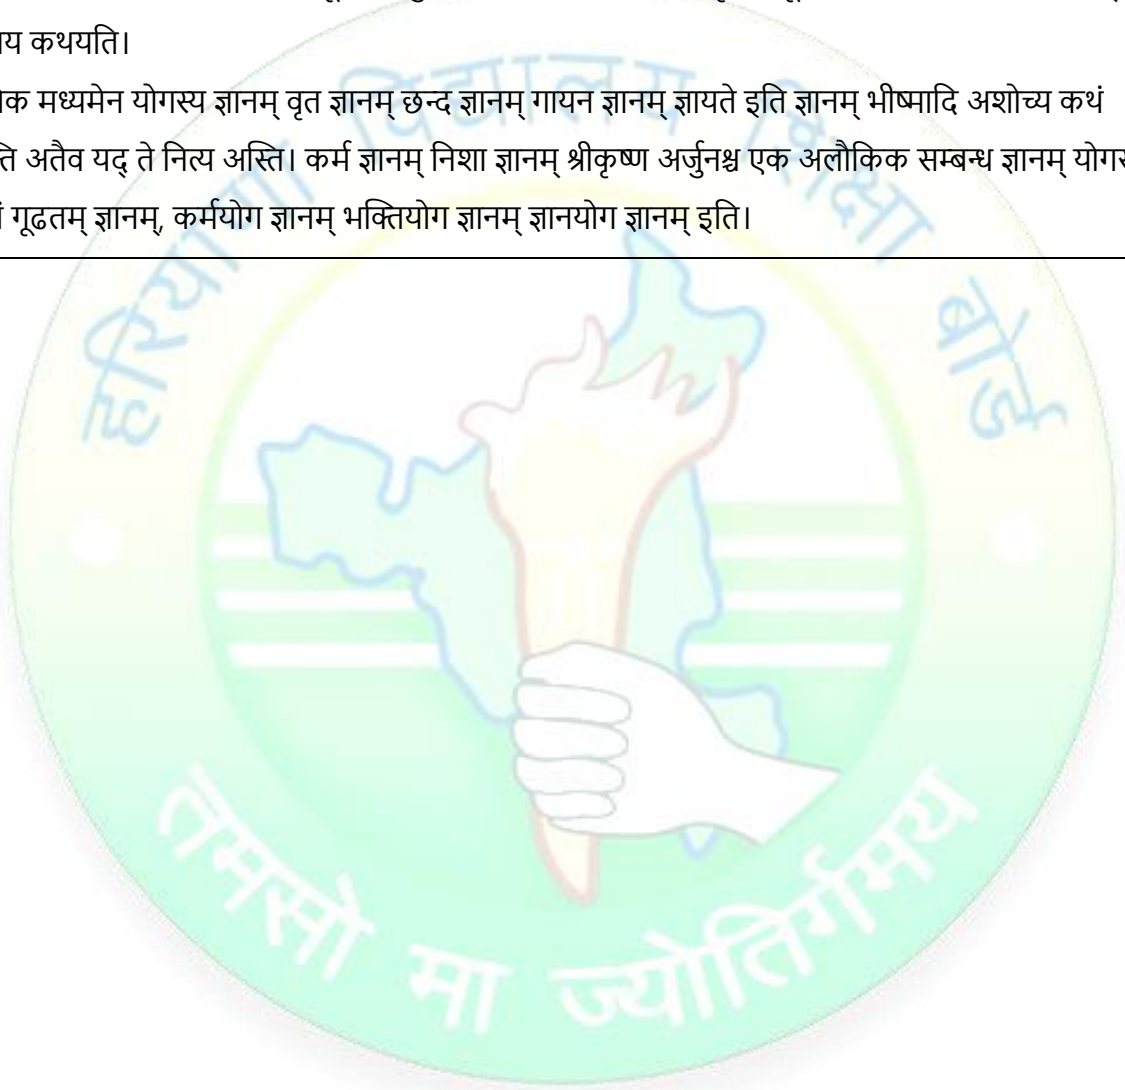 य कथयति।
क मध्यमेन योगस्य ज्ञानम् वृत ज्ञानम् छन्द ज्ञानम् गायन ज्ञानम् ज्ञायते इति ज्ञानम् भीष्मादि अशोच्य कथं
ति अतैव यद् ते नित्य अस्ति। कर्म ज्ञानम् निशा ज्ञानम् श्रीकृष्ण अर्जुनश्च एक अलौकिक सम्बन्ध ज्ञानम्
गूढतम् ज्ञानम्, कर्मयोग ज्ञानम् भक्तियोग ज्ञानम् ज्ञानयोग ज्ञानम् इति।
हरियाणा विद्यालय शिक्षा बोर्ड
तमसो मा ज्योतिर्गमय